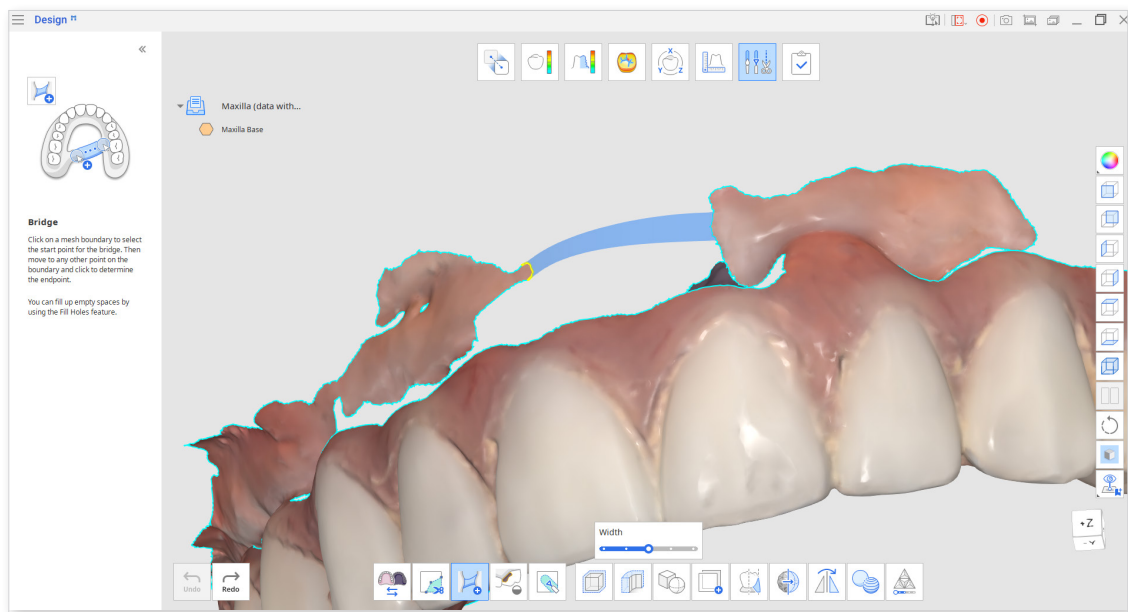 Design
Maxilla (data with...
Maxilla Base
X
Y
Z
Bridge
Click on a mesh boundary to select
the start point for the bridge. Then
move to any other point on the
boundary and click to determine
the endpoint.
You can fill up empty spaces by
using the Fill Holes feature.
Width
+Z
-Y
Undo
Redo